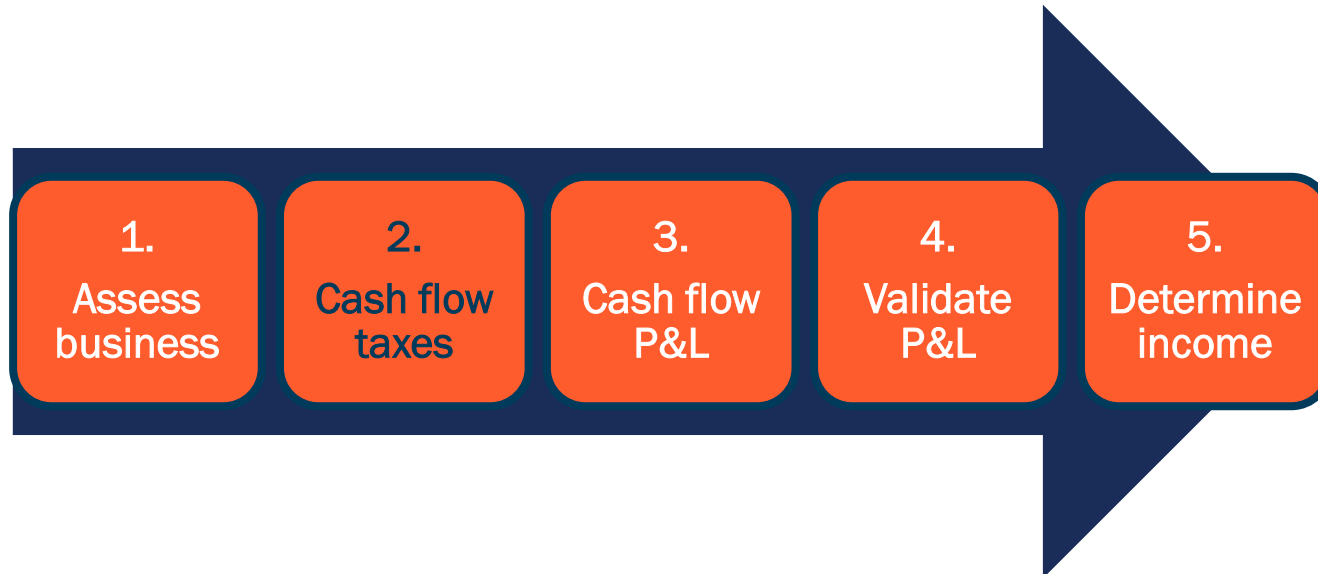 1.
Assess
business
2.
Cash flow
taxes
3.
Cash flow
P&L
4.
Validate
P&L
5.
Determine
income